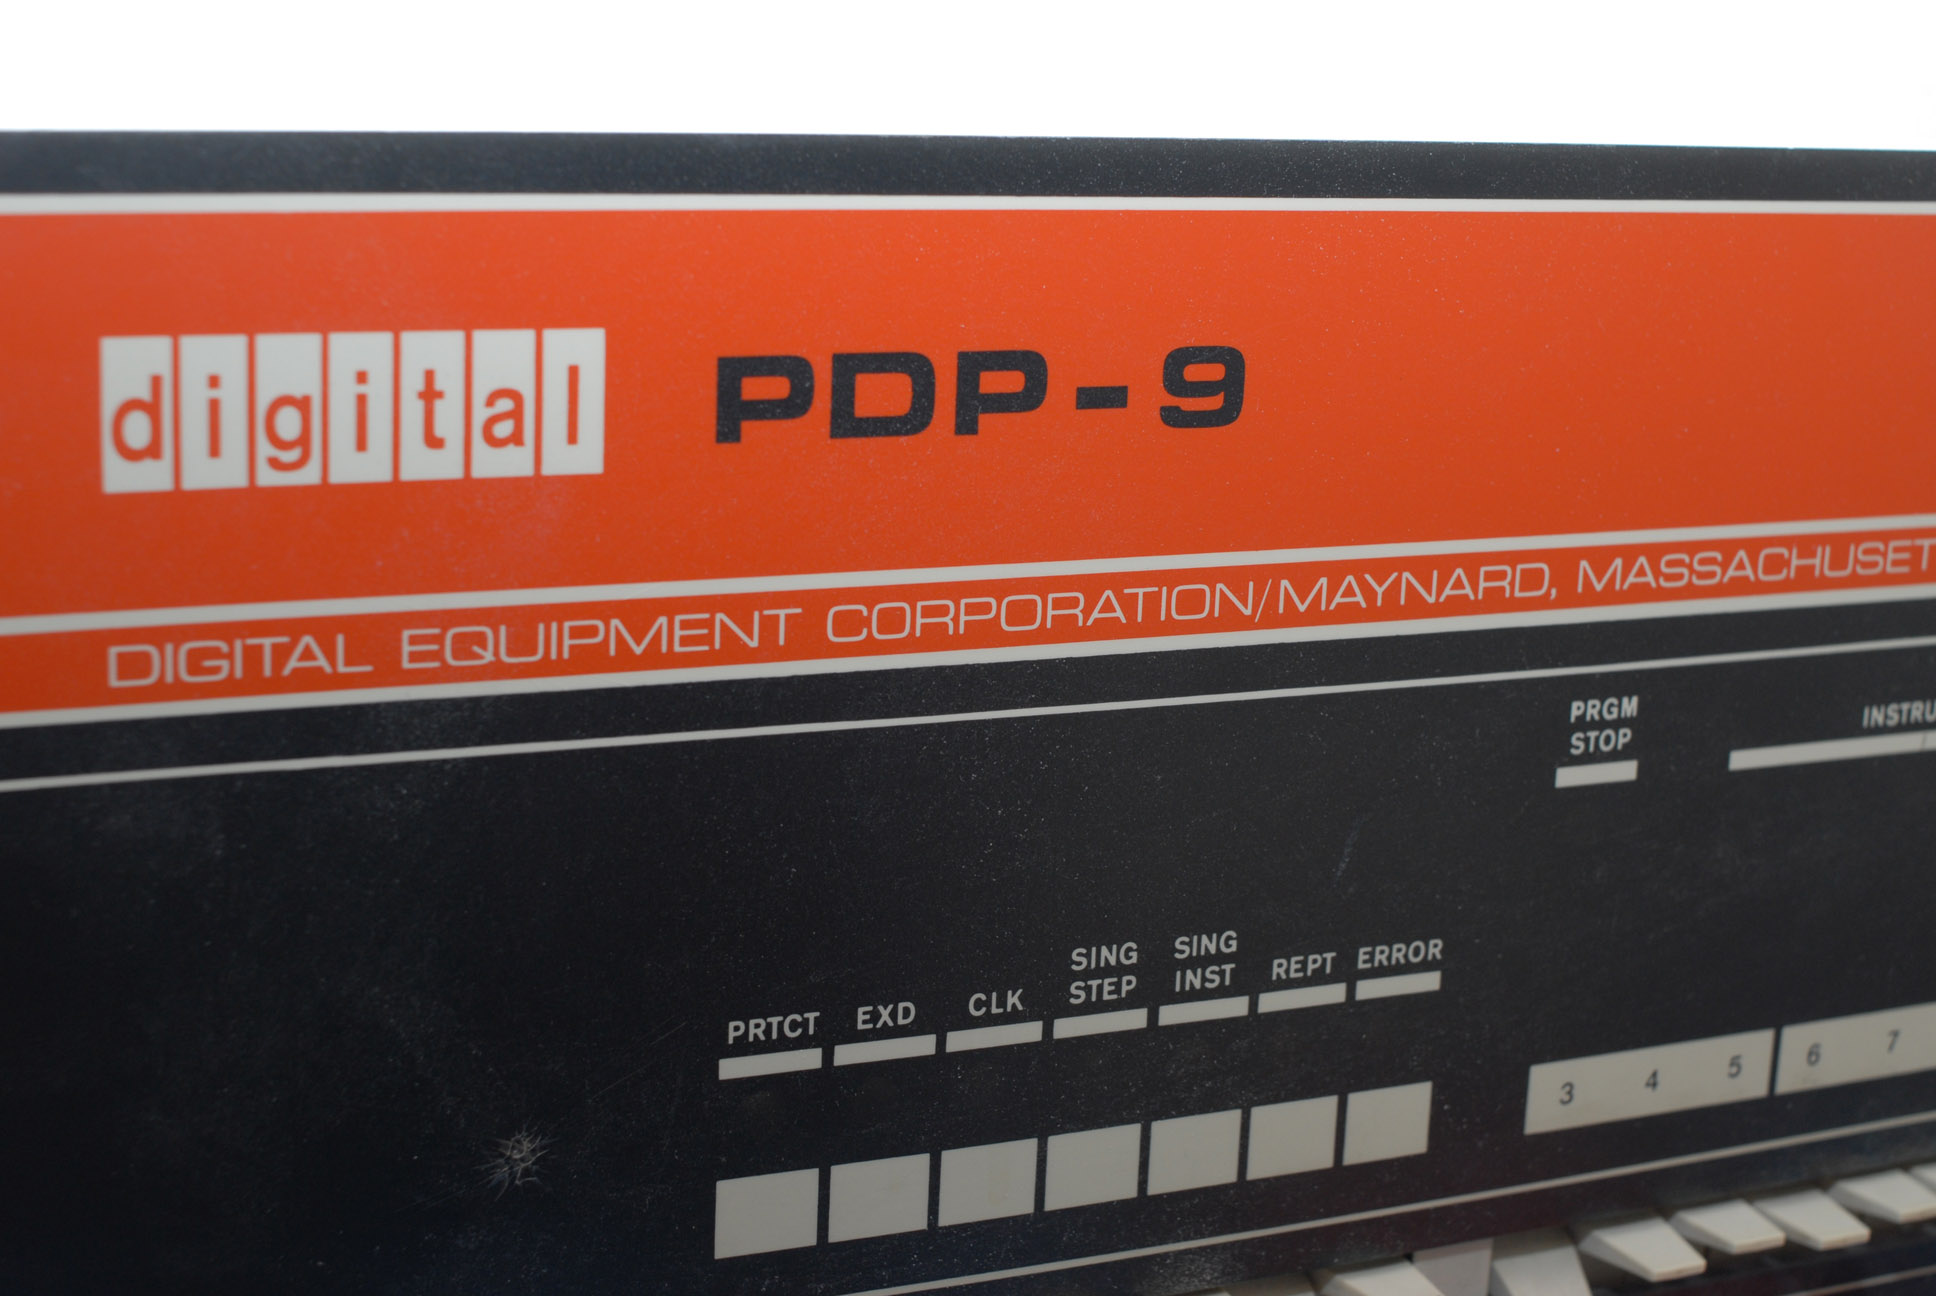 digital PDP-9
DIGITAL EQUIPMENT CORPORATION/MAYNARD, MASSACHUSET
PRGM STOP INSTRU
PRTCT EXD CLK SING STEP SING INST REPT ERROR
3 4 5 6 7